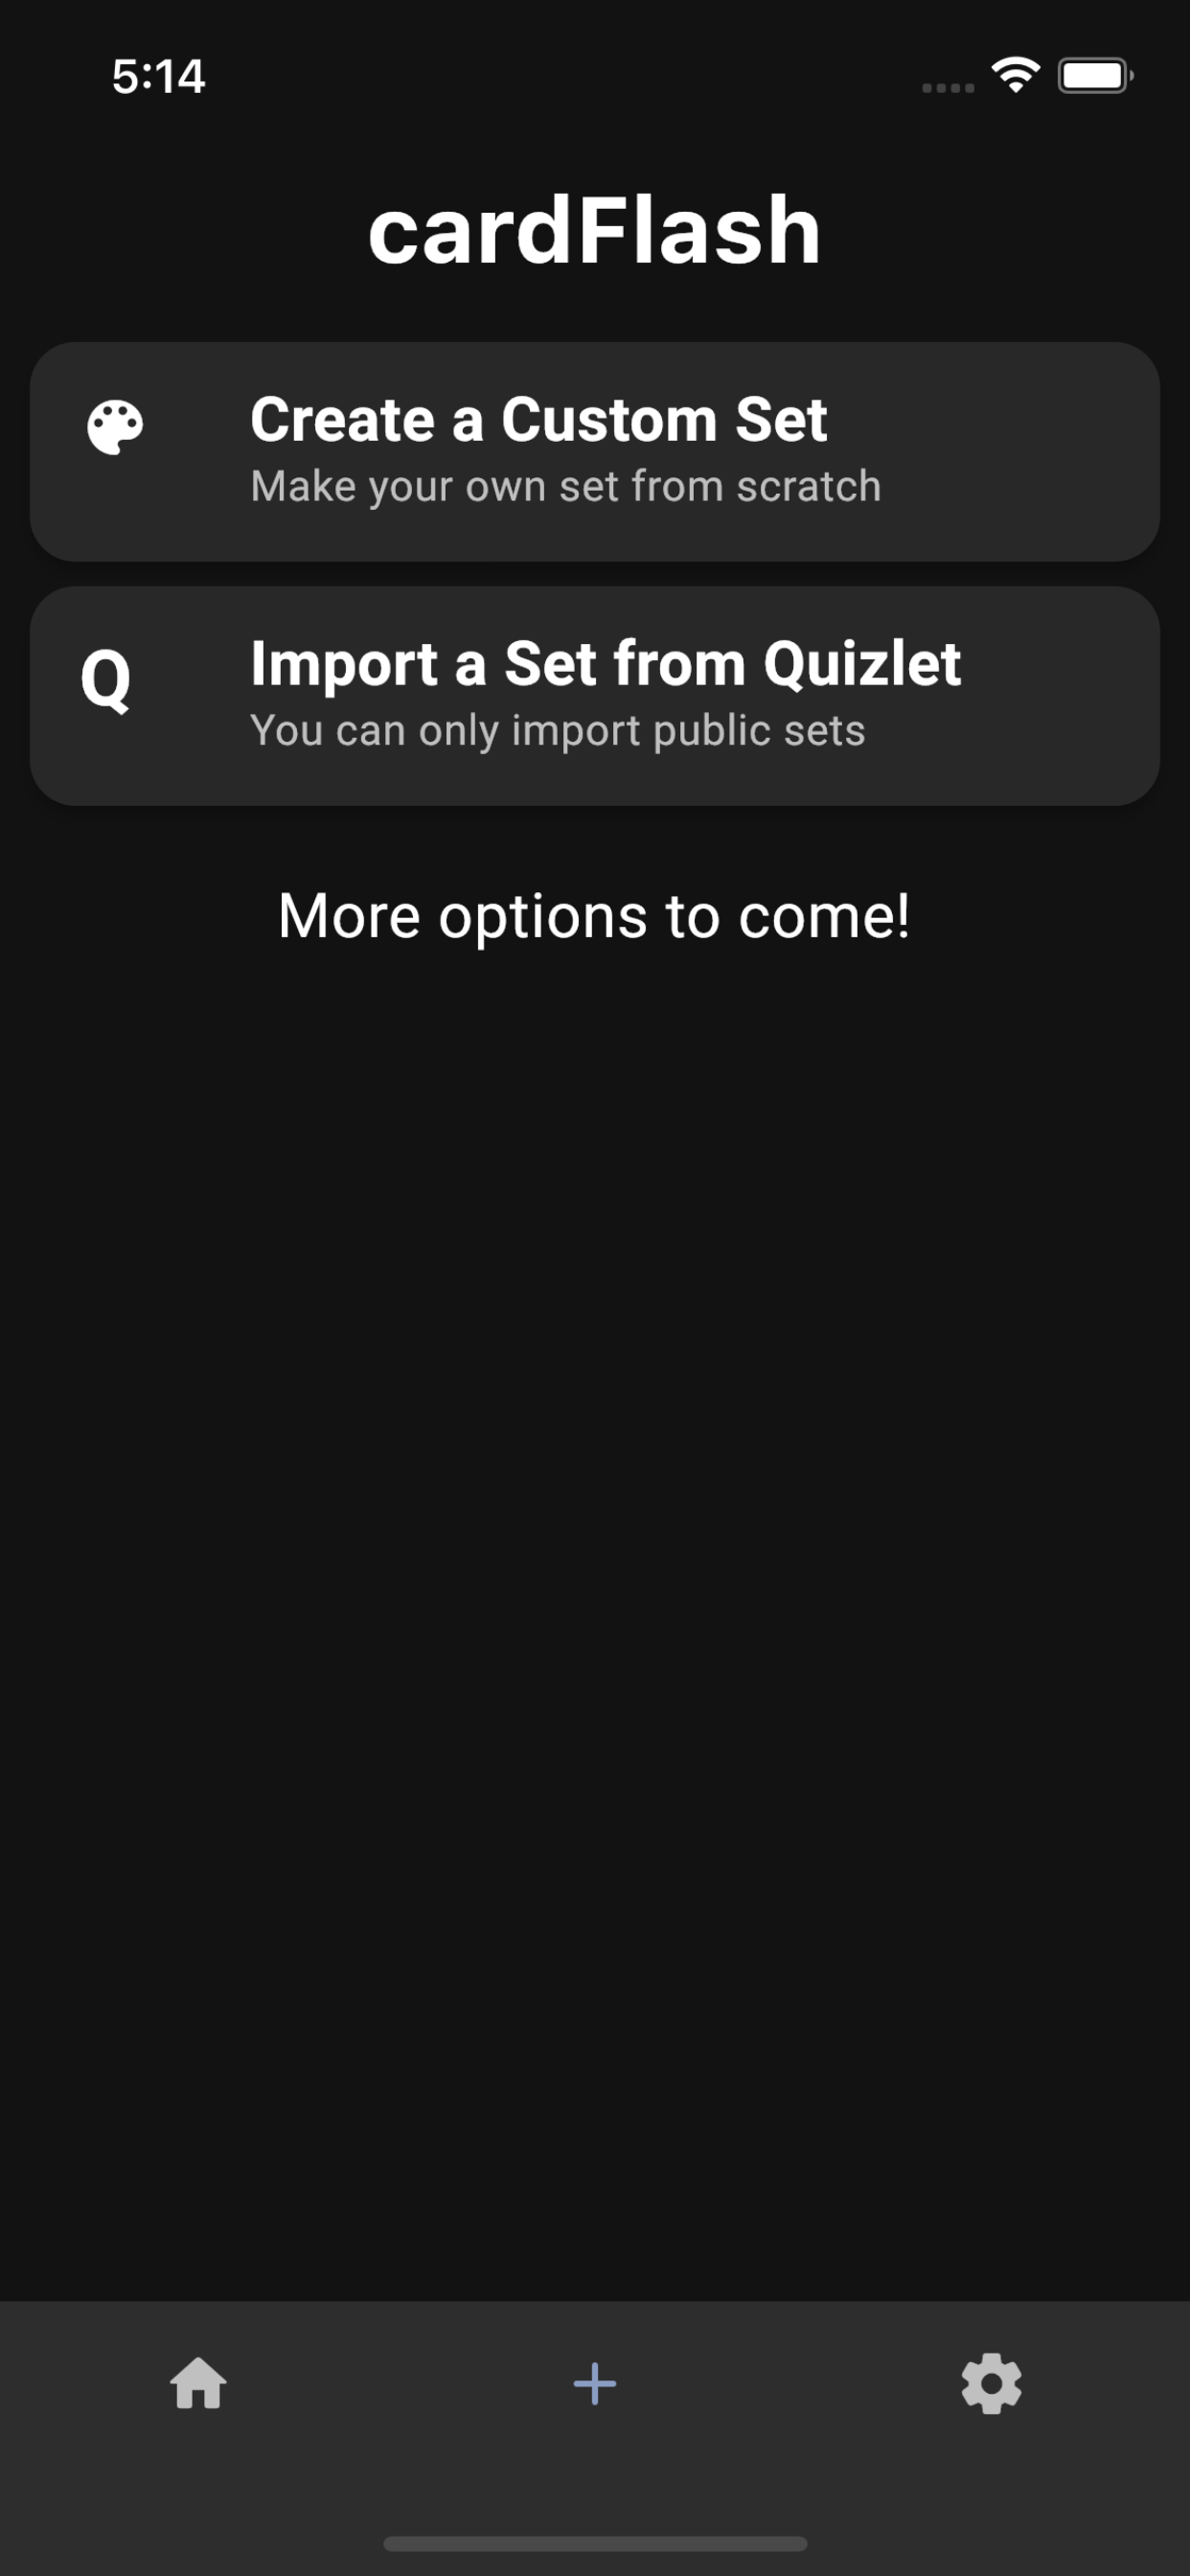 5:14
cardFlash
Create a Custom Set
Make your own set from scratch
Q
Import a Set from Quizlet
You can only import public sets
More options to come!